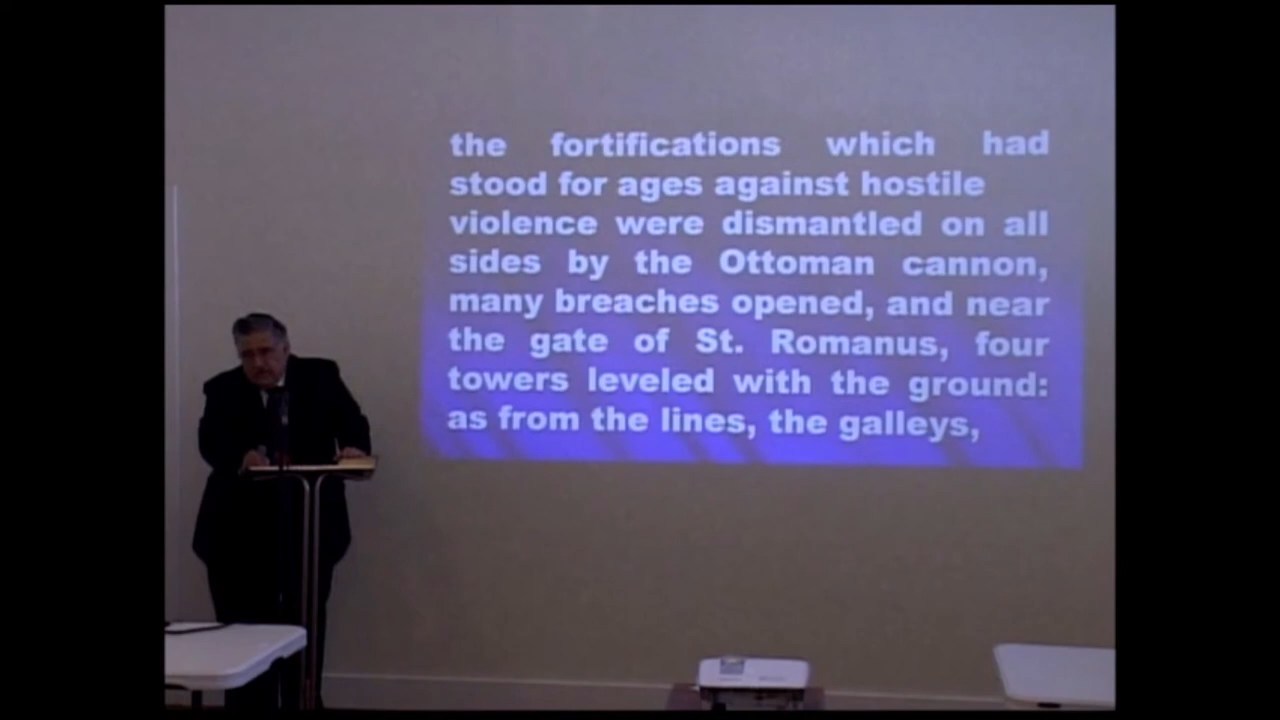 the fortifications which had
stood for ages against hostile
violence were dismantled on all
sides by the Ottoman cannon,
many breaches opened, and near
the gate of St. Romanus, four
towers leveled with the ground:
as from the lines, the galleys,